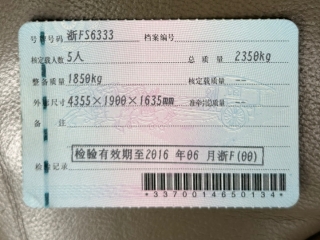 号牌号码 浙FS6333 档案编号
核定载人数 5人 总质量 2350kg
整备质量 1850kg 核定载质量 --
外廓尺寸 4355×1900×1635mm 准牵引总质量 --
备注
检验有效期至2016年06月浙F(00)
检验记录
*3370014650134*